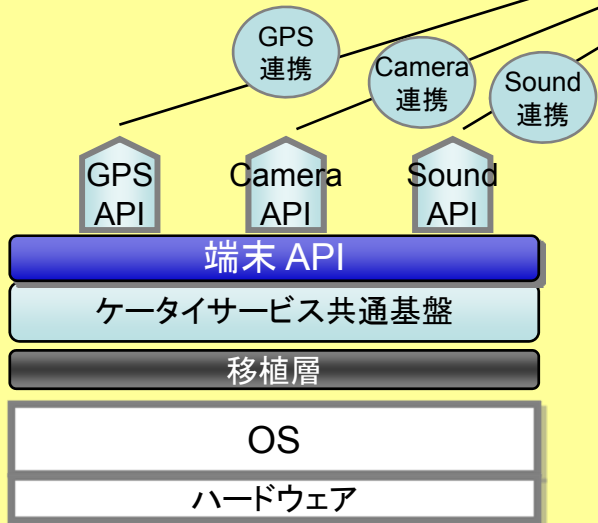 GPS
連携
Camera
連携
Sound
連携
GPS
API
Camera
API
Sound
API
端末 API
ケータイサービス共通基盤
移植層
OS
ハードウェア